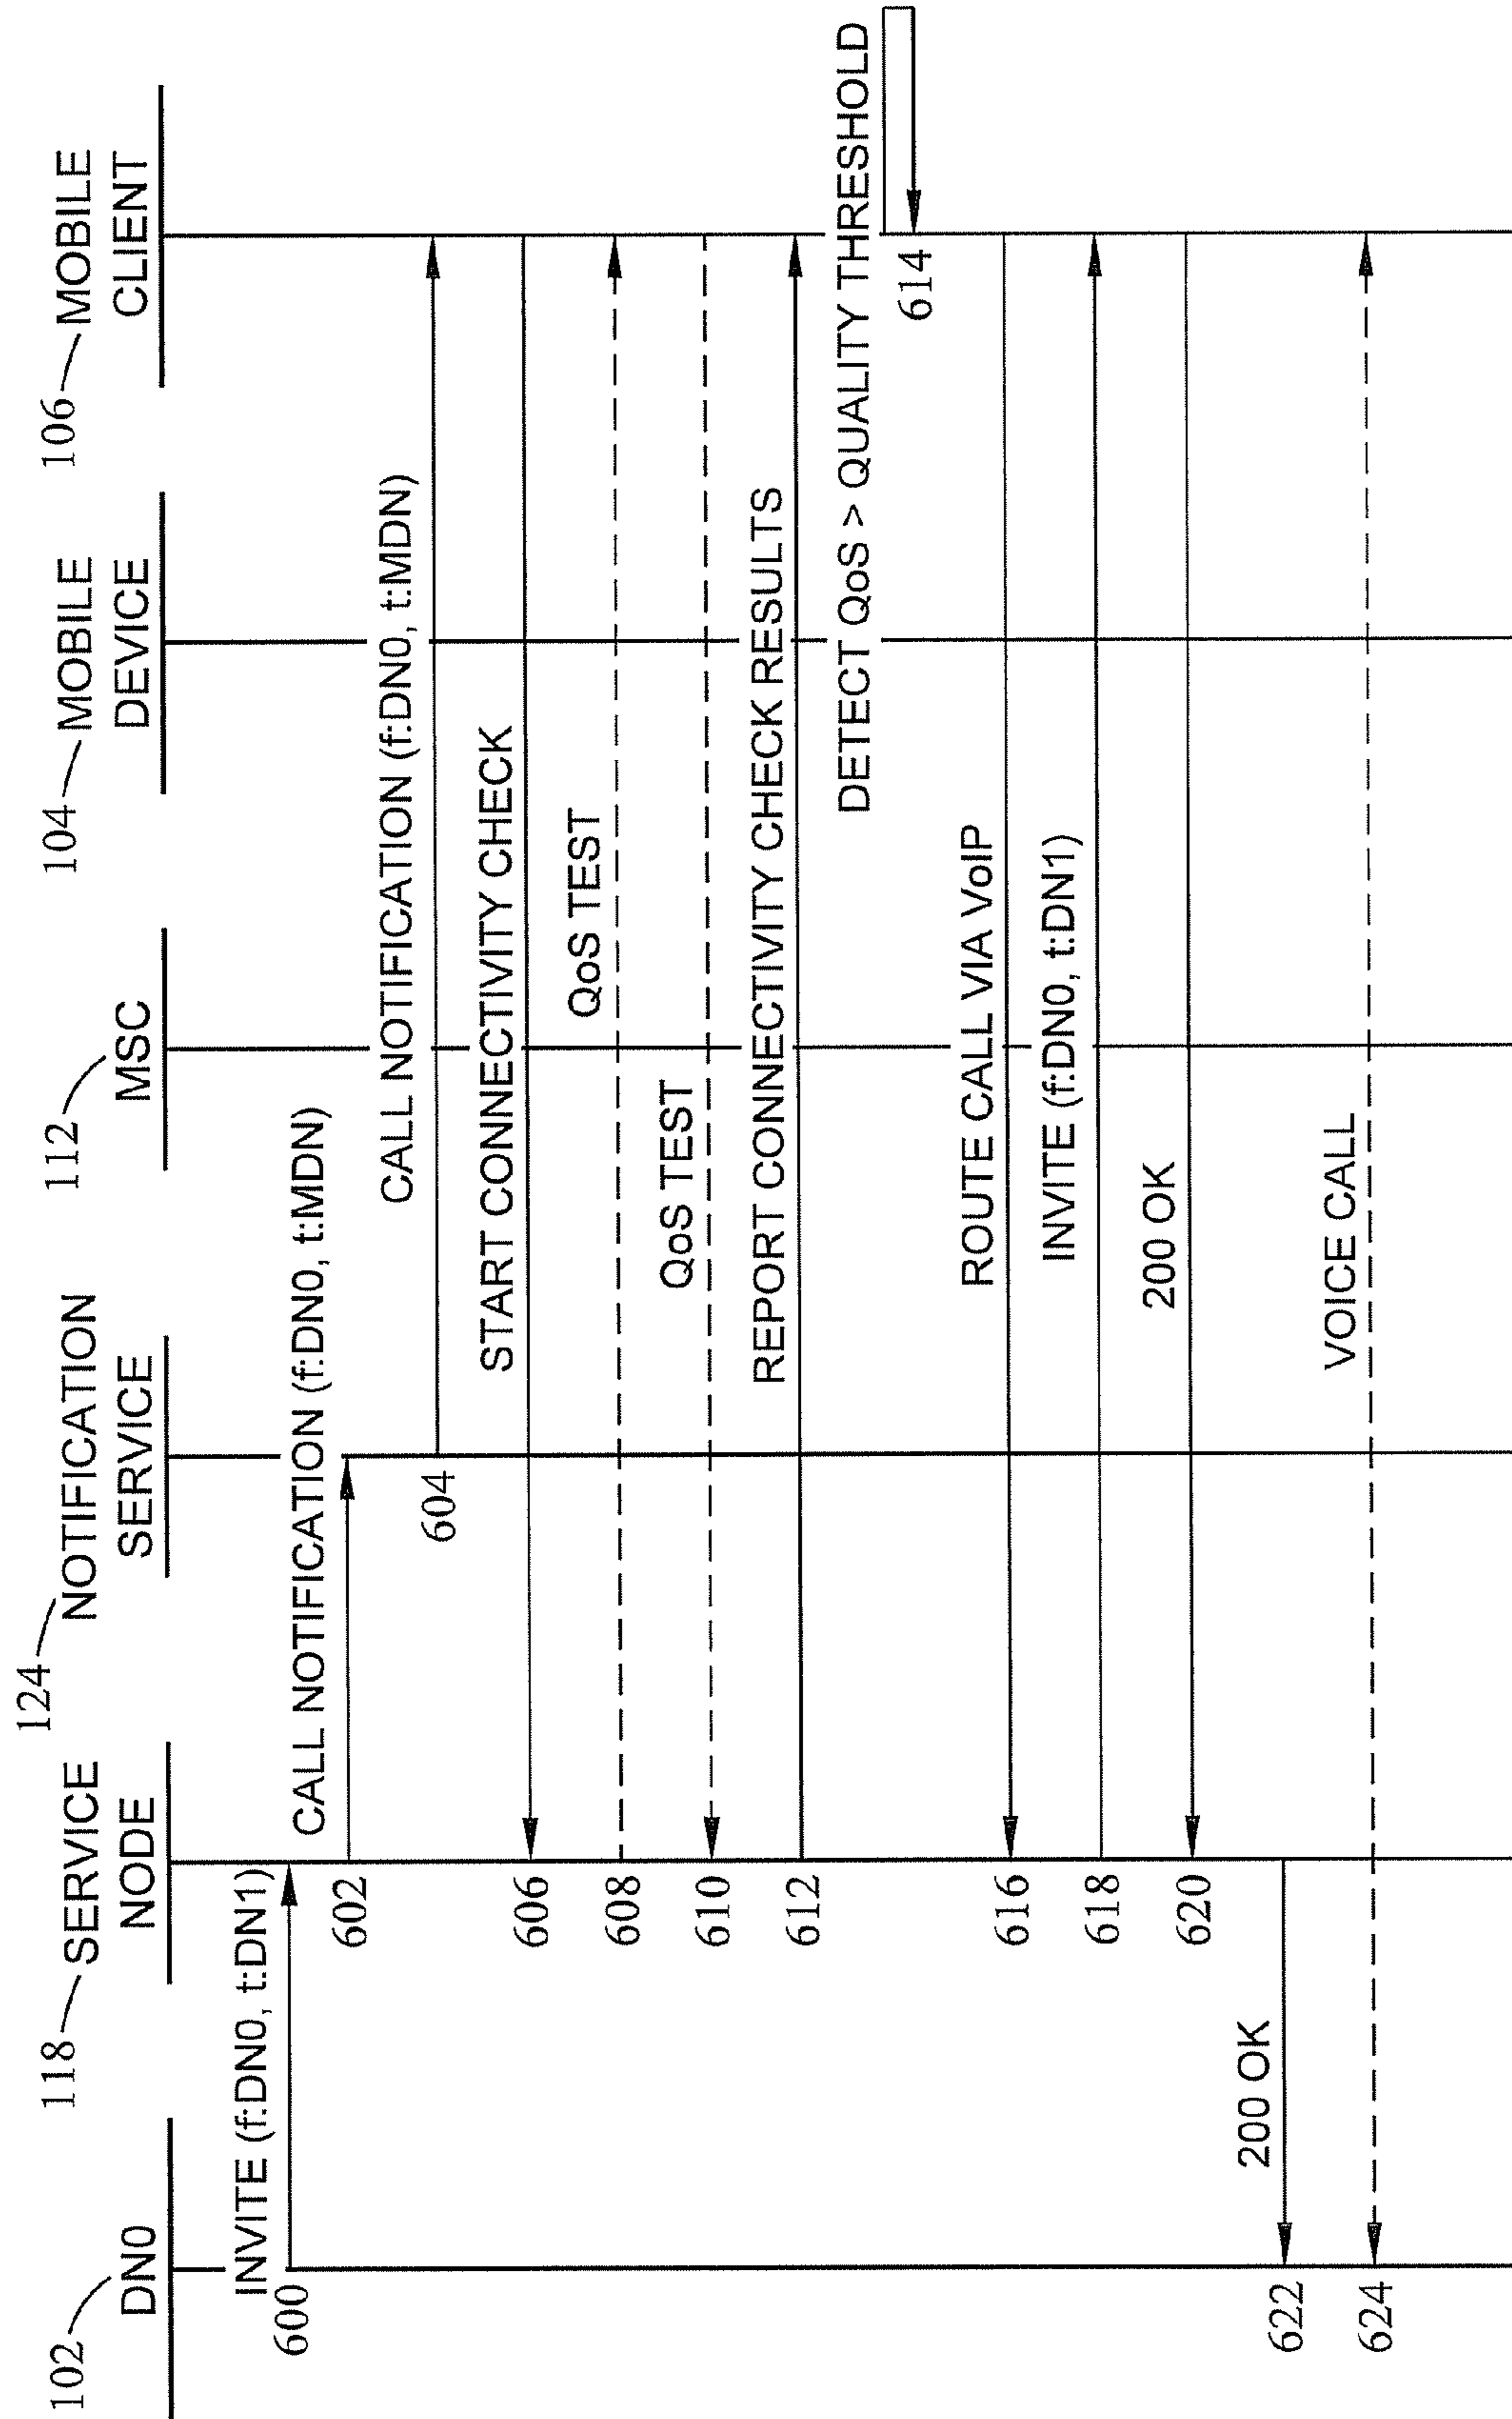 102
DN0
118
SERVICE
NODE
124
NOTIFICATION
SERVICE
112
MSC
104
MOBILE
DEVICE
106
MOBILE
CLIENT
INVITE (f:DN0, t:DN1)
600
CALL NOTIFICATION (f:DN0, t:MDN)
602
CALL NOTIFICATION (f:DN0, t:MDN)
604
START CONNECTIVITY CHECK
606
QoS TEST
608
QoS TEST
610
REPORT CONNECTIVITY CHECK RESULTS
612
DETECT QoS > QUALITY THRESHOLD
614
ROUTE CALL VIA VoIP
616
INVITE (f:DN0, t:DN1)
618
200 OK
620
200 OK
622
VOICE CALL
624